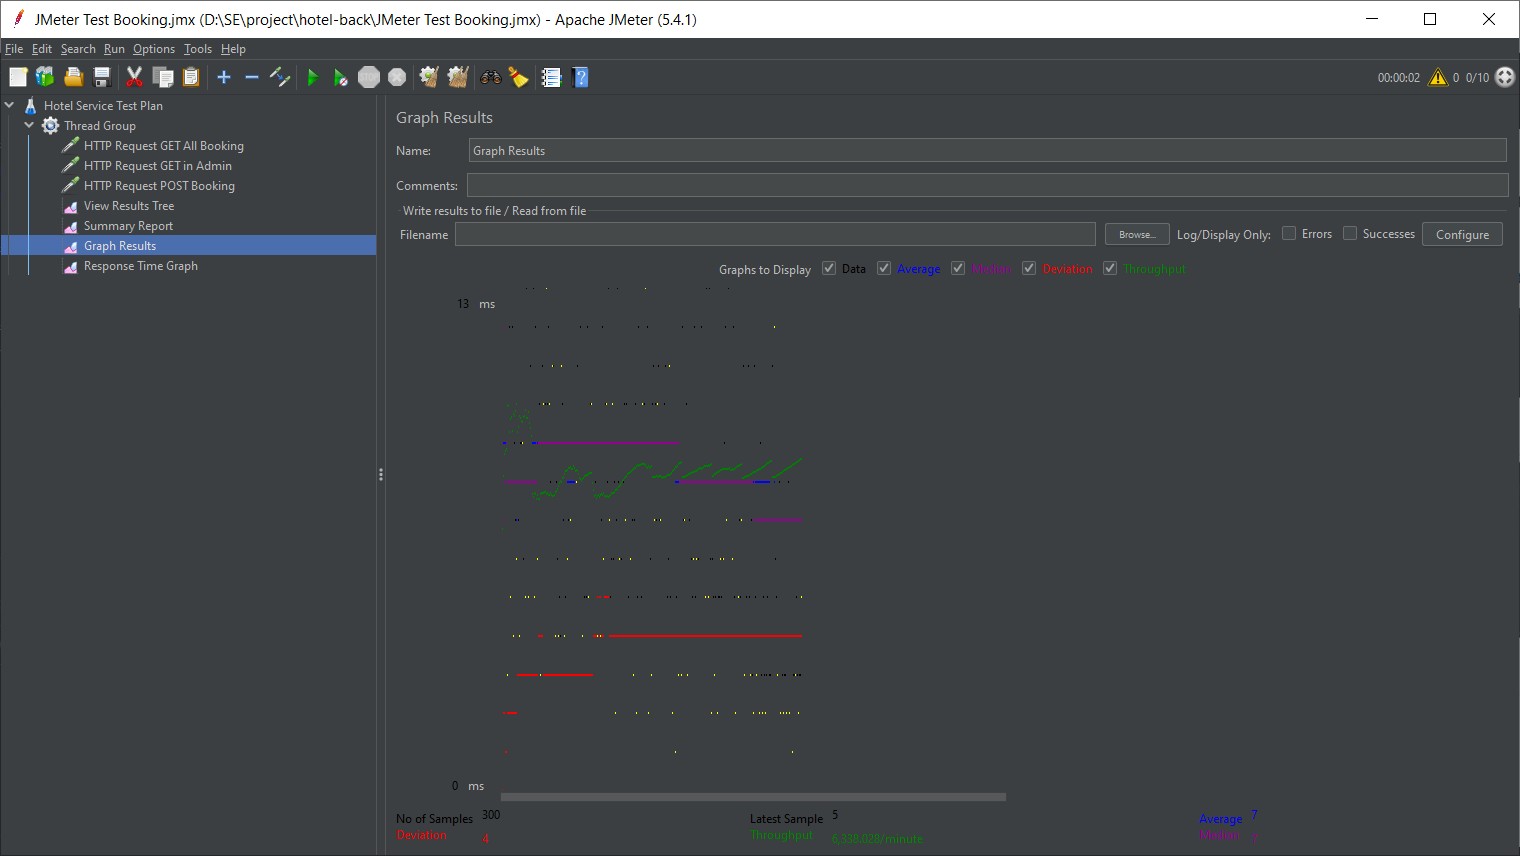 JMeter Test Booking.jmx (D:\SE\project\hotel-back\JMeter Test Booking.jmx) - Apache JMeter (5.4.1)
File Edit Search Run Options Tools Help
00:00:02 0 0/10
Hotel Service Test Plan
Thread Group
HTTP Request GET All Booking
HTTP Request GET in Admin
HTTP Request POST Booking
View Results Tree
Summary Report
Graph Results
Response Time Graph
Graph Results
Name: Graph Results
Comments:
Write results to file / Read from file
Filename Browse... Log/Display Only: Errors Successes Configure
Graphs to Display Data Average Median Deviation Throughput
13 ms
0 ms
No of Samples 300 Latest Sample 5 Average 7
Deviation 4 Throughput /minute Median